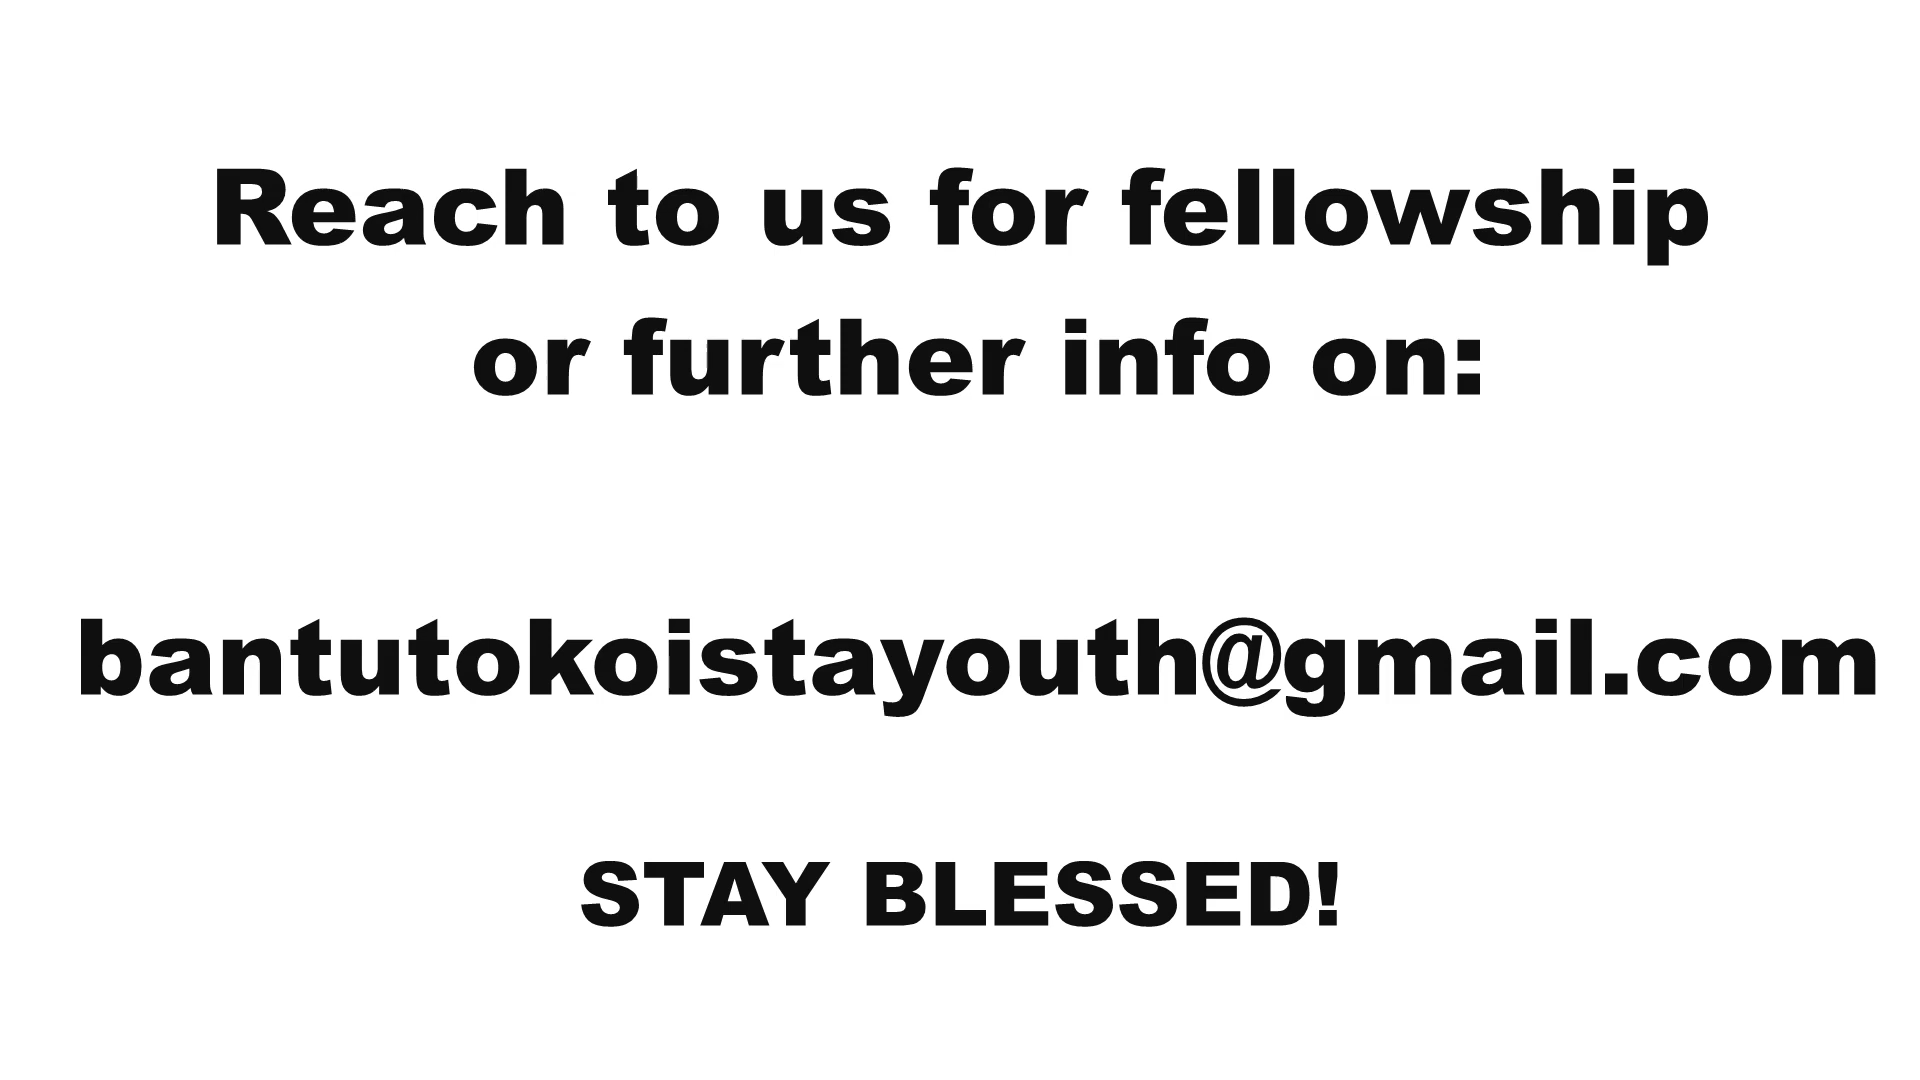 Reach to us for fellowship
or further info on:
bantutokoistayouth@gmail.com
STAY BLESSED!